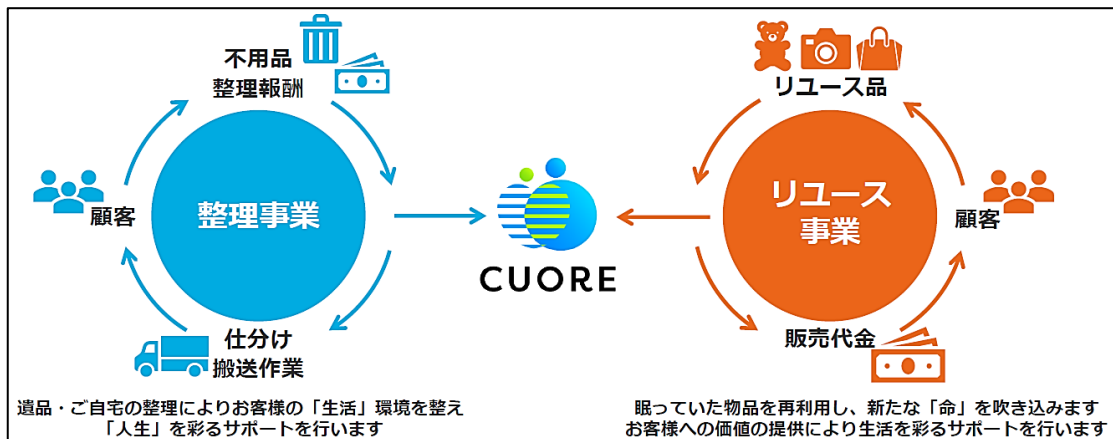 不用品
整理報酬
顧客
整理事業
仕分け
搬送作業
遺品・ご自宅の整理によりお客様の「生活」環境を整え
「人生」を彩るサポートを行います
CUORE
リユース品
リユース
事業
顧客
販売代金
眠っていた物品を再利用し、新たな「命」を吹き込みます
お客様への価値の提供により生活を彩るサポートを行います